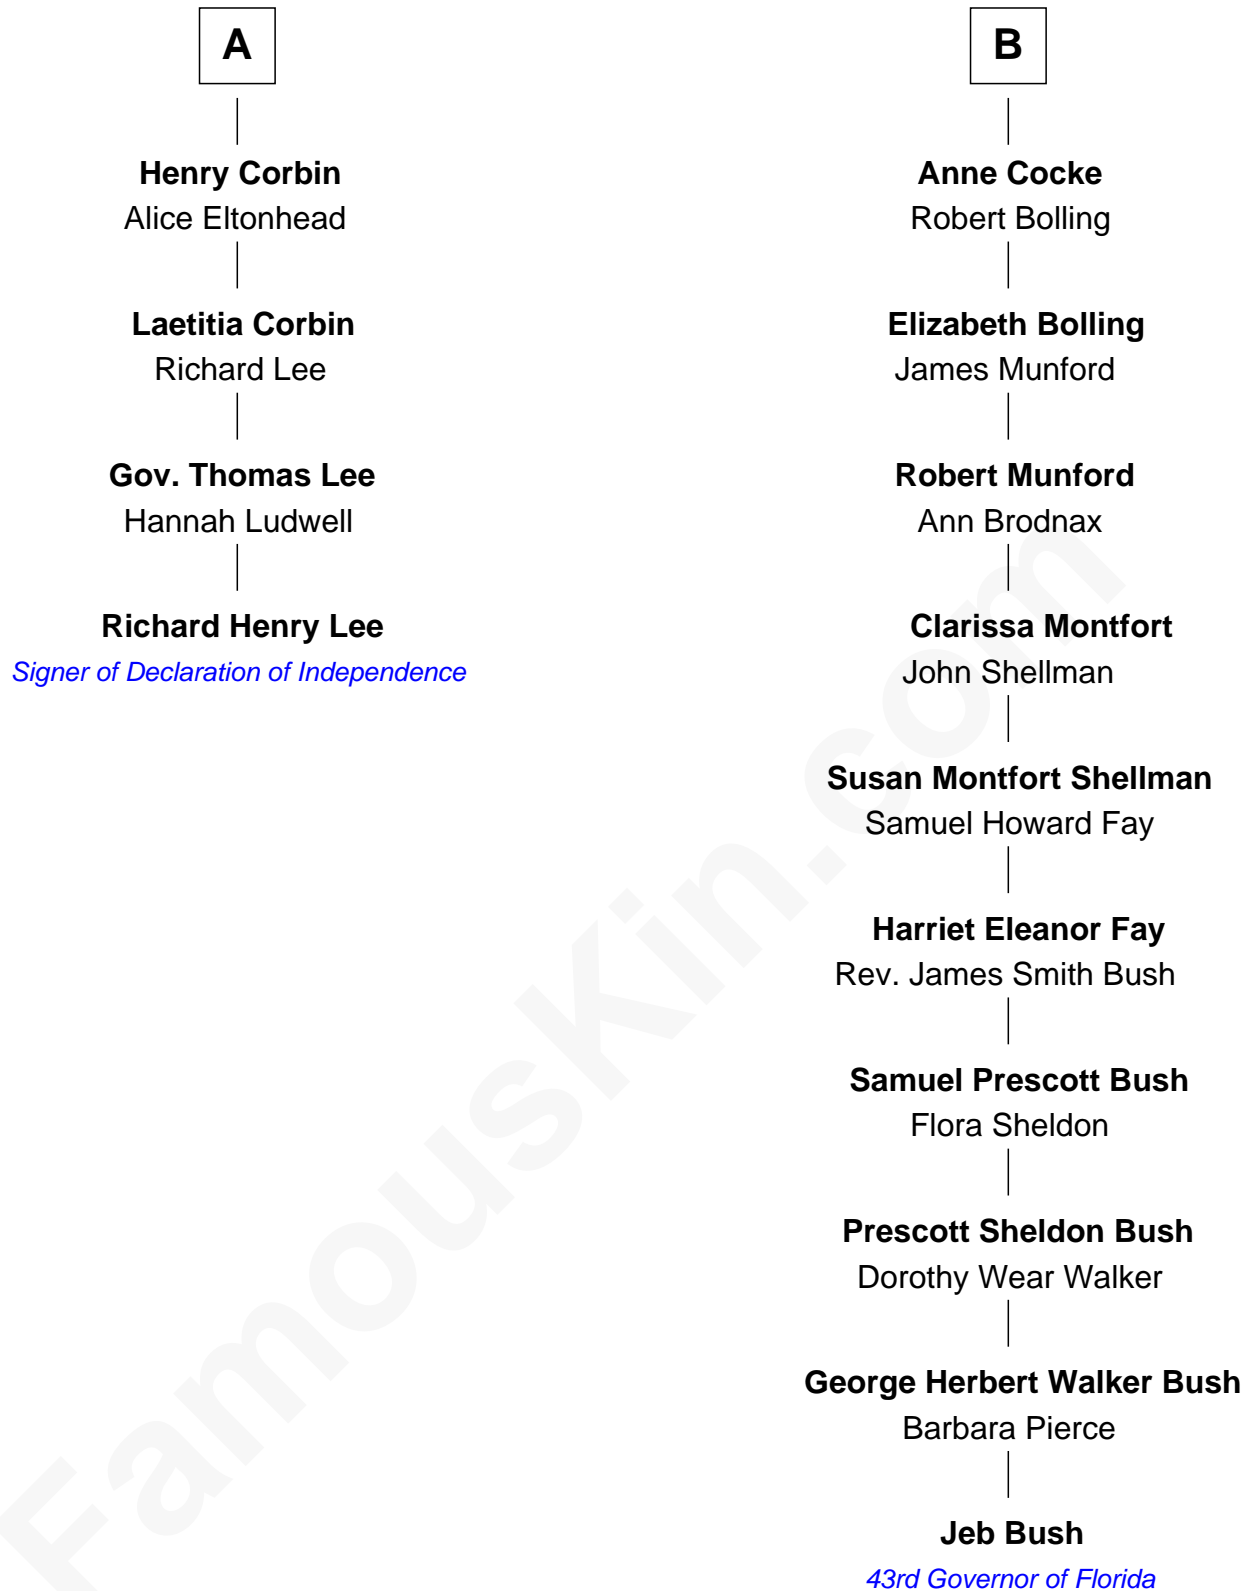 A
Henry Corbin
Alice Eltonhead
Laetitia Corbin
Richard Lee
Gov. Thomas Lee
Hannah Ludwell
Richard Henry Lee
Signer of Declaration of Independence
B
Anne Cocke
Robert Bolling
Elizabeth Bolling
James Munford
Robert Munford
Ann Brodnax
Clarissa Montfort
John Shellman
Susan Montfort Shellman
Samuel Howard Fay
Harriet Eleanor Fay
Rev. James Smith Bush
Samuel Prescott Bush
Flora Sheldon
Prescott Sheldon Bush
Dorothy Wear Walker
George Herbert Walker Bush
Barbara Pierce
Jeb Bush
43rd Governor of Florida
FamousKin.com